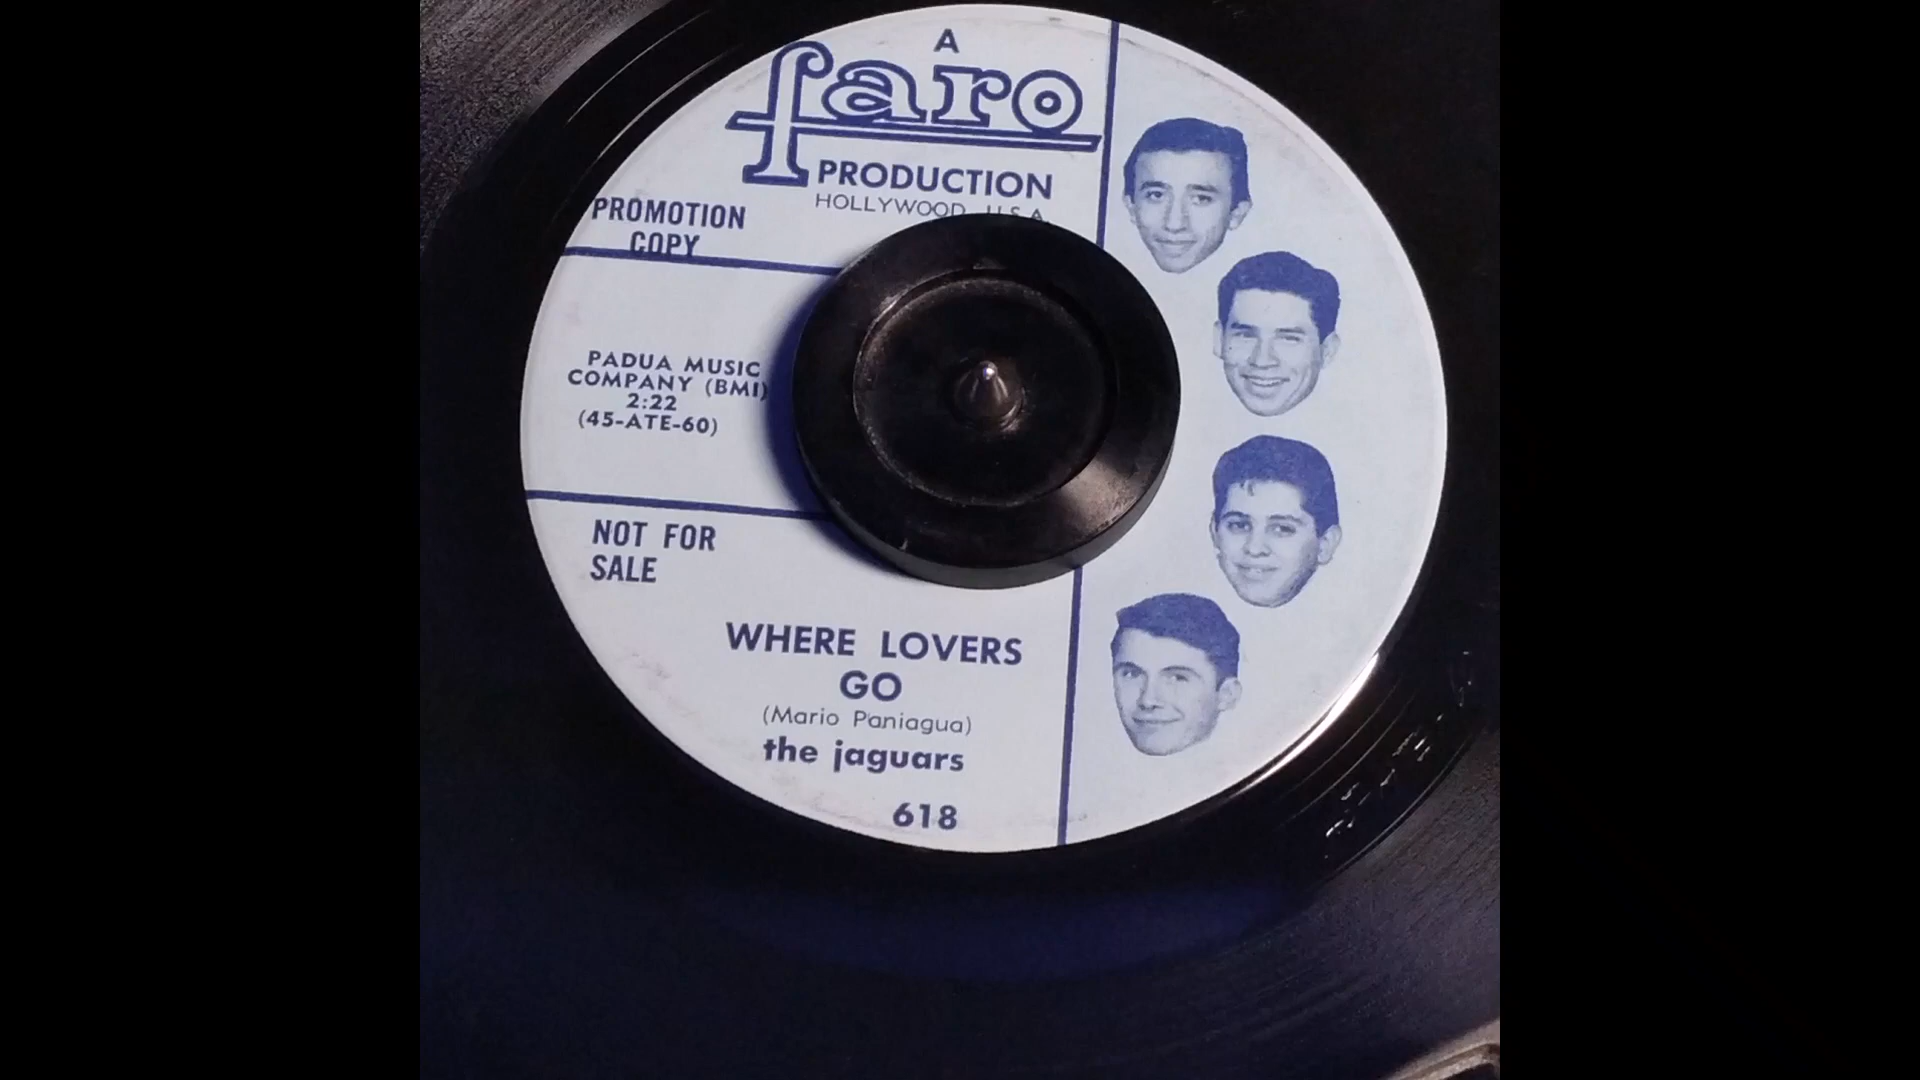 A
faro
PRODUCTION
HOLLYWOOD U.S.A.
PROMOTION
COPY
PADUA MUSIC
COMPANY (BMI)
2:22
(45-ATE-60)
NOT FOR
SALE
WHERE LOVERS
GO
(Mario Paniagua)
the jaguars
618